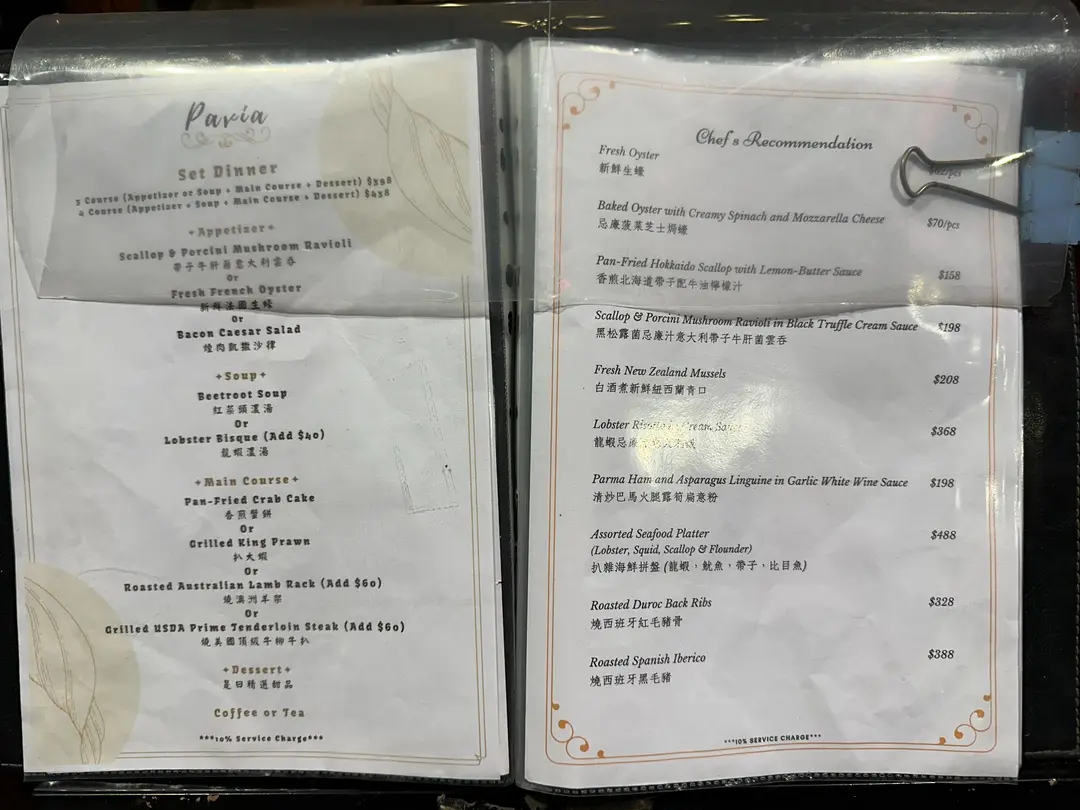 Pavia
Set Dinner
3 Course (Appetizer or Soup + Main Course + Dessert) $398
4 Course (Appetizer + Soup + Main Course + Dessert) $438
+Appetizer+
Scallop & Porcini Mushroom Ravioli
帶子牛肝菌意大利雲吞
Or
Fresh French Oyster
新鮮法國生蠔
Or
Bacon Caesar Salad
煙肉凱撒沙律
+Soup+
Beetroot Soup
紅菜頭濃湯
Or
Lobster Bisque (Add $40)
龍蝦濃湯
+Main Course+
Pan-Fried Crab Cake
香煎蟹餅
Or
Grilled King Prawn
扒大蝦
Or
Roasted Australian Lamb Rack (Add $60)
燒澳洲羊架
Or
Grilled USDA Prime Tenderloin Steak (Add $60)
燒美國頂級牛柳牛扒
+Dessert+
是日精選甜品
Coffee or Tea
***10% Service Charge***
Chef's Recommendation
Fresh Oyster
新鮮生蠔
Baked Oyster with Creamy Spinach and Mozzarella Cheese $70/pcs
忌廉菠菜芝士焗蠔
Pan-Fried Hokkaido Scallop with Lemon-Butter Sauce $158
香煎北海道帶子配牛油檸檬汁
Scallop & Porcini Mushroom Ravioli in Black Truffle Cream Sauce $198
黑松露菌忌廉汁意大利帶子牛肝菌雲吞
Fresh New Zealand Mussels $208
白酒煮新鮮紐西蘭青口
Lobster Cream $368
龍蝦忌廉
Parma Ham and Asparagus Linguine in Garlic White Wine Sauce $198
清炒巴馬火腿露筍扁意粉
Assorted Seafood Platter $488
(Lobster, Squid, Scallop & Flounder)
扒雜海鮮拼盤 (龍蝦，魷魚，帶子，比目魚)
Roasted Duroc Back Ribs $328
燒西班牙紅毛豬骨
Roasted Spanish Iberico $388
燒西班牙黑毛豬
***10% SERVICE CHARGE***